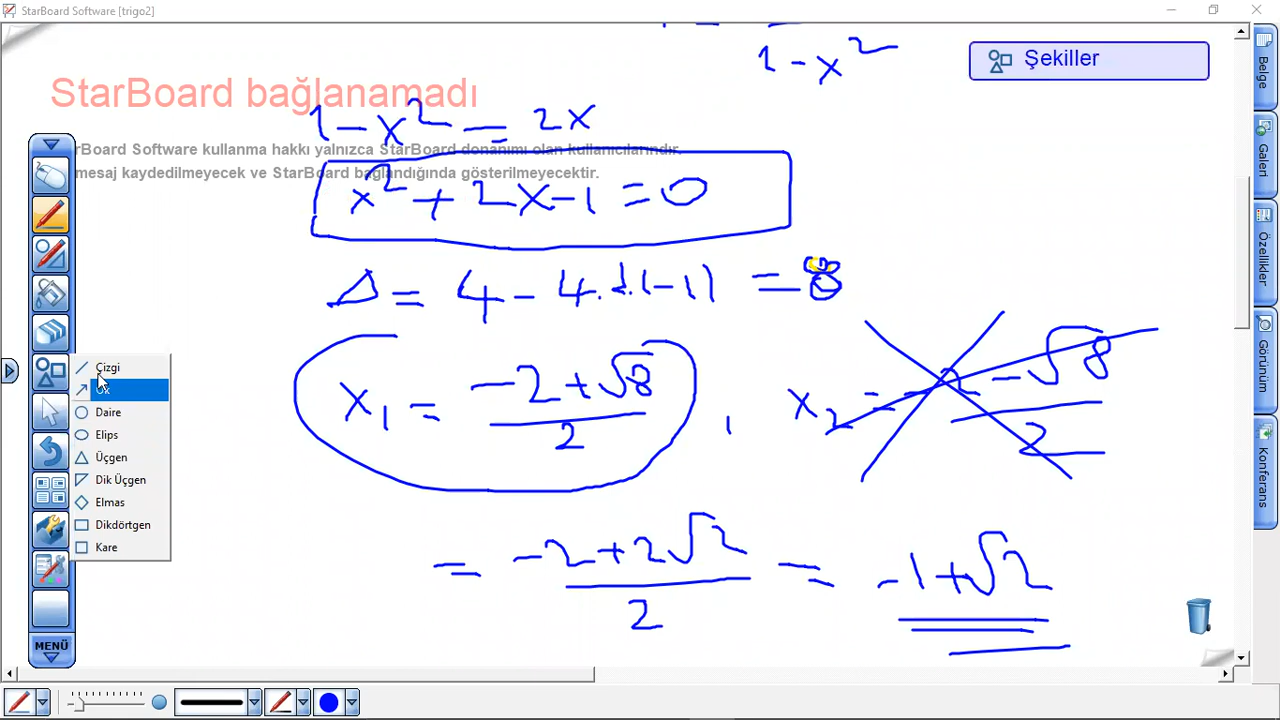 StarBoard Software [trigo2]
1 - x²
Şekiller
StarBoard bağlanamadı
1 - x² = 2x
rBoard Software kullanma hakkı yalnızca StarBoard donanımı olan kullanıcılarındır.
mesaj kaydedilmeyecek ve StarBoard bağlandığında gösterilmeyecektir.
x² + 2x - 1 = 0
Δ = 4 - 4.1.(-1) = 8
x₁ = (-2 + √8) / 2 , x₂ = (-2 - √8) / 2
= (-2 + 2√2) / 2 = -1 + √2
Çizgi
Ok
Daire
Elips
Üçgen
Dik Üçgen
Elmas
Dikdörtgen
Kare
MENÜ
Belge
Galeri
Özellikler
Görünüm
Konferans